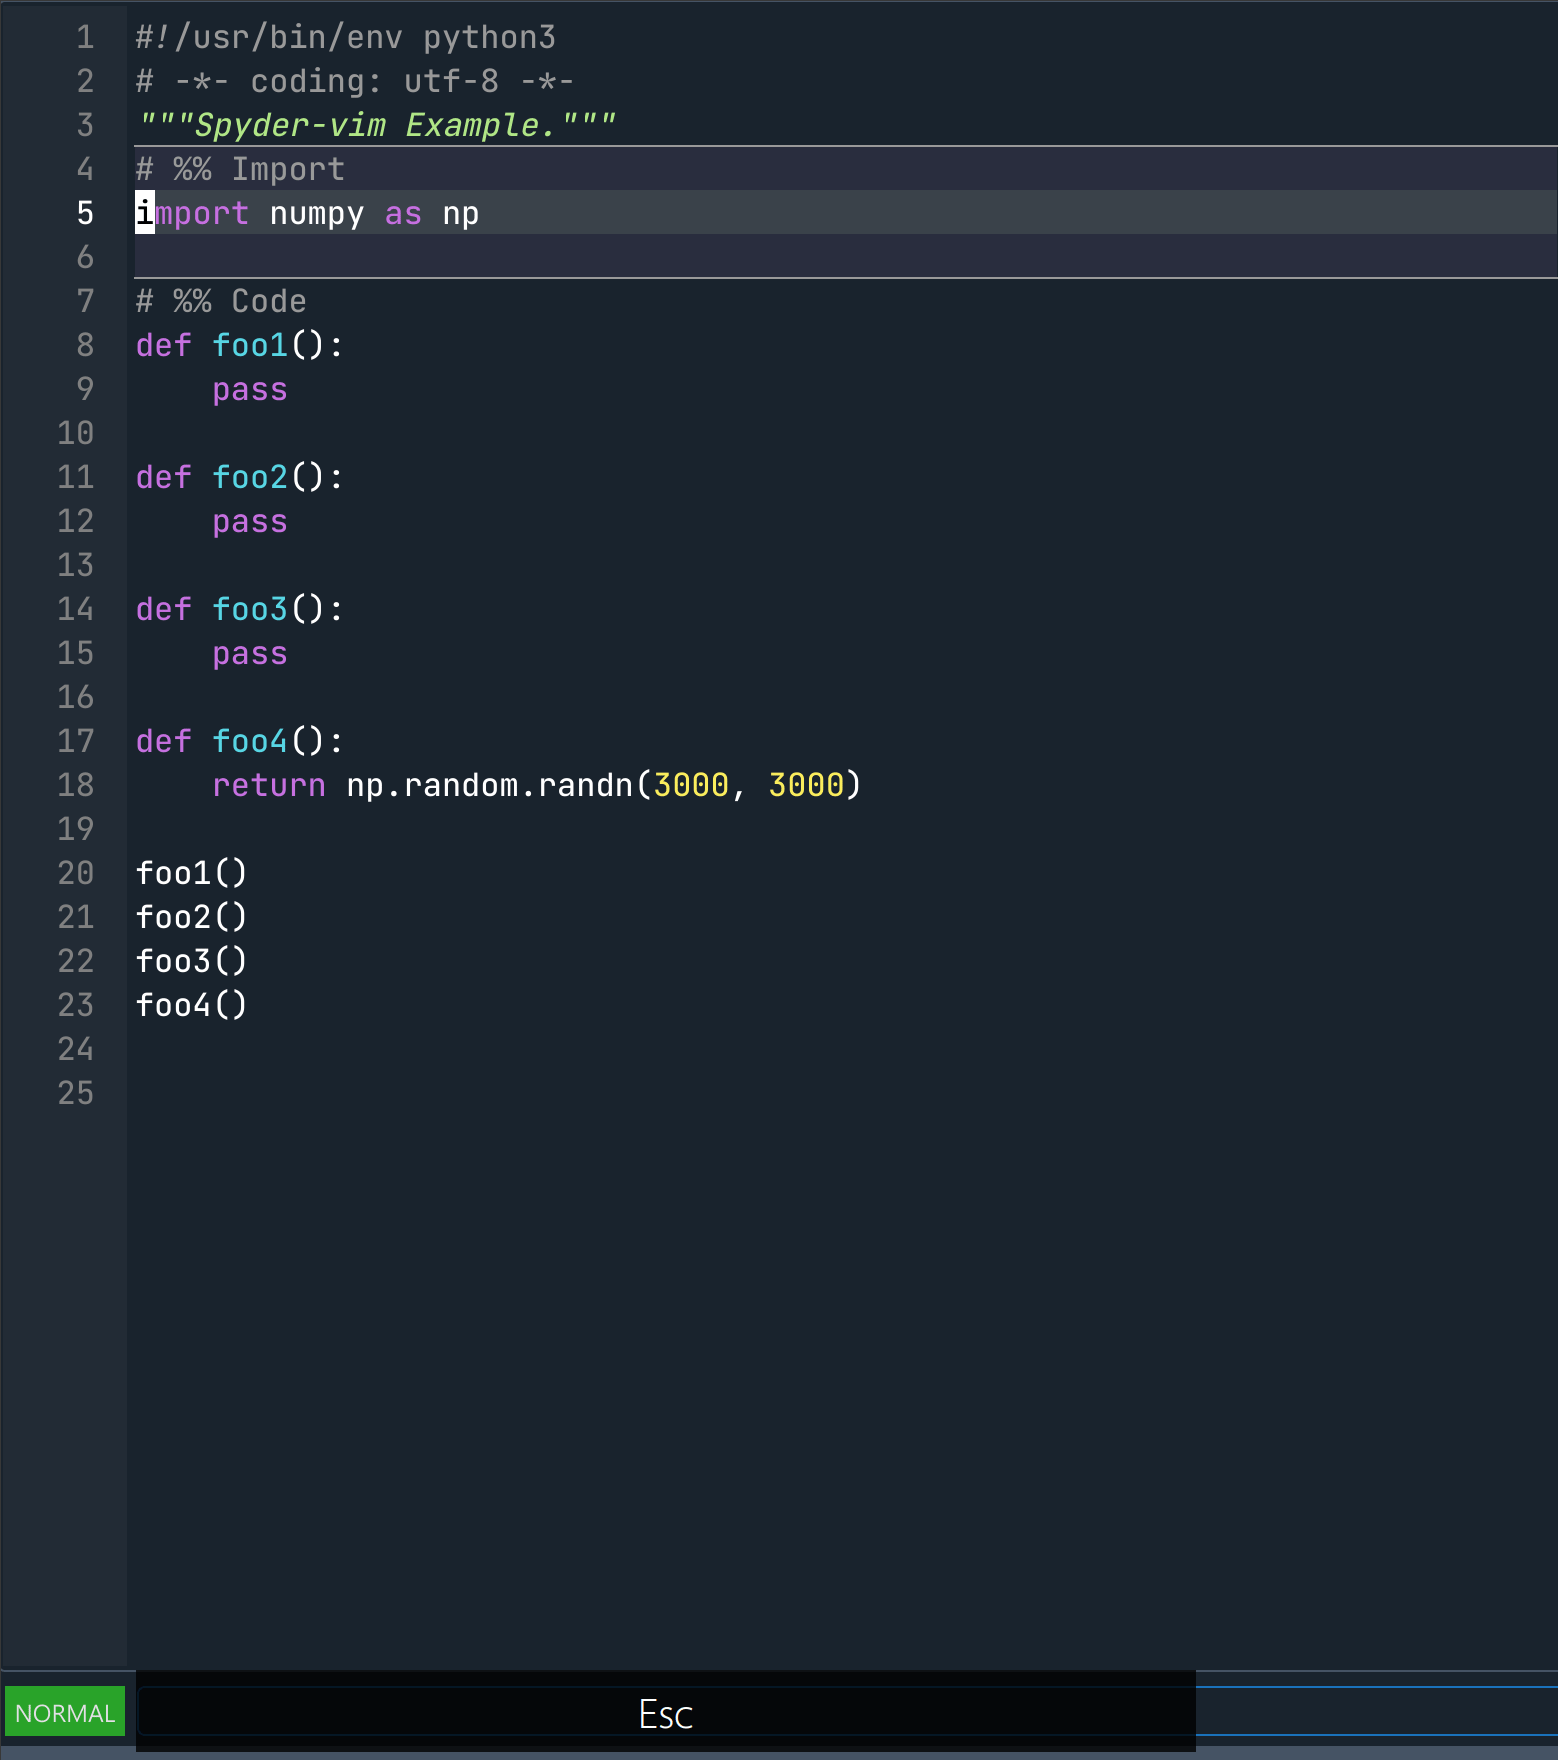 1 #!/usr/bin/env python3
2 # -*- coding: utf-8 -*-
3 """Spyder-vim Example."""
4 # %% Import
5 import numpy as np
6
7 # %% Code
8 def foo1():
9     pass
10
11 def foo2():
12     pass
13
14 def foo3():
15     pass
16
17 def foo4():
18     return np.random.randn(3000, 3000)
19
20 foo1()
21 foo2()
22 foo3()
23 foo4()
24
25
NORMAL Esc